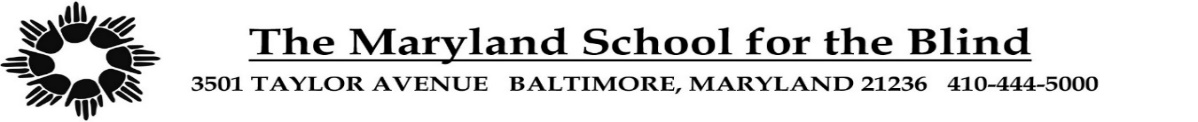 The Maryland School for the Blind
3501 TAYLOR AVENUE BALTIMORE, MARYLAND 21236 410-444-5000